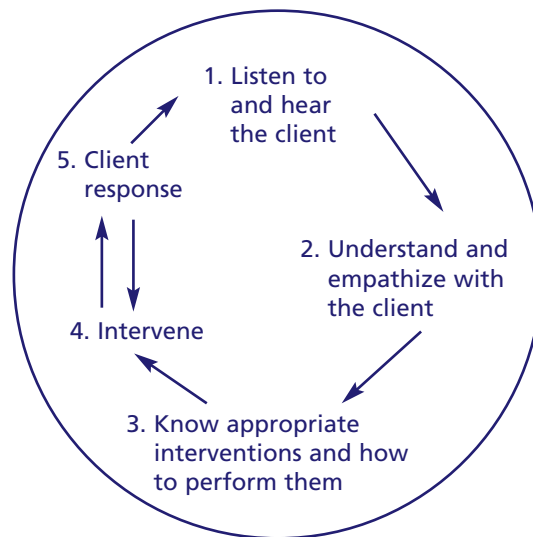 1. Listen to
and hear
the client
2. Understand and
empathize with
the client
3. Know appropriate
interventions and how
to perform them
4. Intervene
5. Client
response